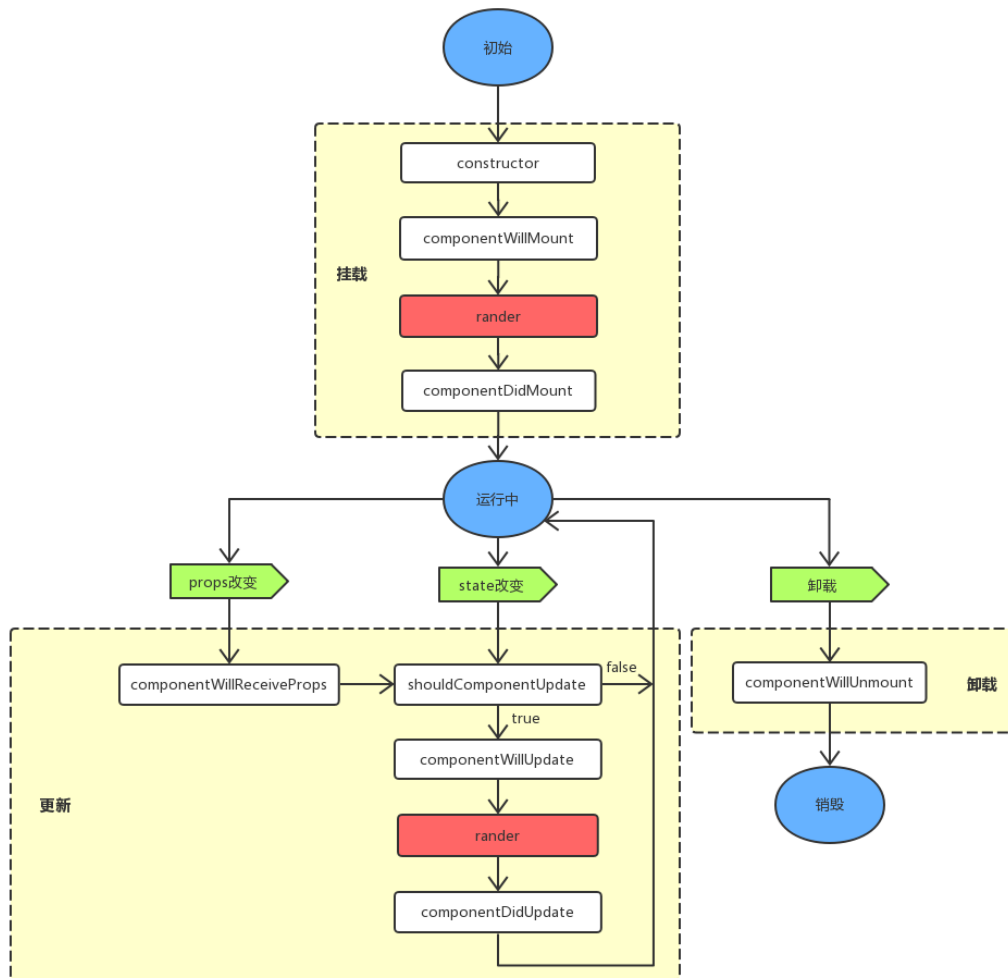 初始
constructor
componentWillMount
挂载
rander
componentDidMount
运行中
props改变
state改变
卸载
componentWillReceiveProps
shouldComponentUpdate
false
componentWillUnmount
卸载
true
componentWillUpdate
更新
销毁
rander
componentDidUpdate